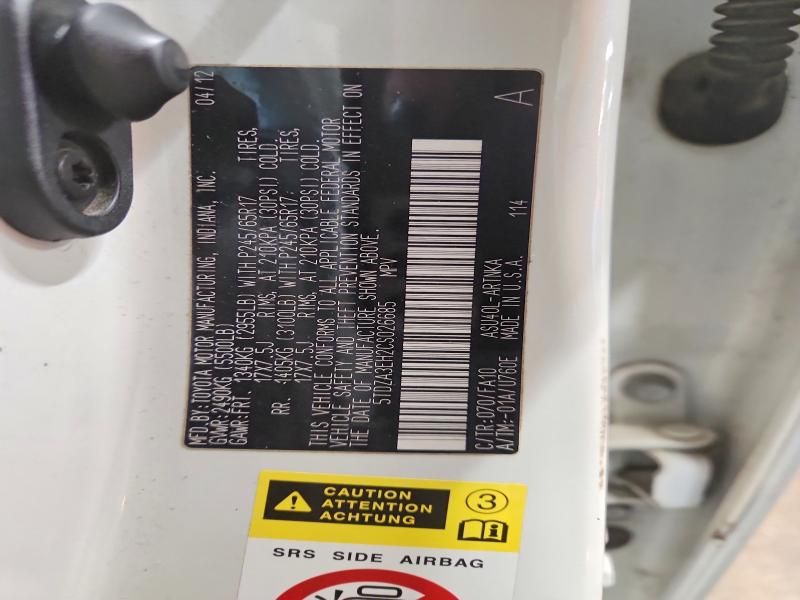 MFD.BY:TOYOTA MOTOR MANUFACTURING, INDIANA, INC. 04/12
GVWR:2490KG (5500LB)
GAWR:FRT. 1340KG (2955LB) WITH P245/65R17 TIRES,
17X7.5J RIMS, AT 210KPA (30PSI) COLD.
RR. 1405KG (3100LB) WITH P245/65R17 TIRES,
17X7.5J RIMS, AT 210KPA (30PSI) COLD.
THIS VEHICLE CONFORMS TO ALL APPLICABLE FEDERAL MOTOR
VEHICLE SAFETY AND THEFT PREVENTION STANDARDS IN EFFECT ON
THE DATE OF MANUFACTURE SHOWN ABOVE.
5TDZA3EH2CS026685 MPV
A
C/TR:070/FA10 ASU40L-ARTNKA 114
A/TM:-01A/TU760E MADE IN U.S.A.
CAUTION
ATTENTION
ACHTUNG
3
SRS SIDE AIRBAG